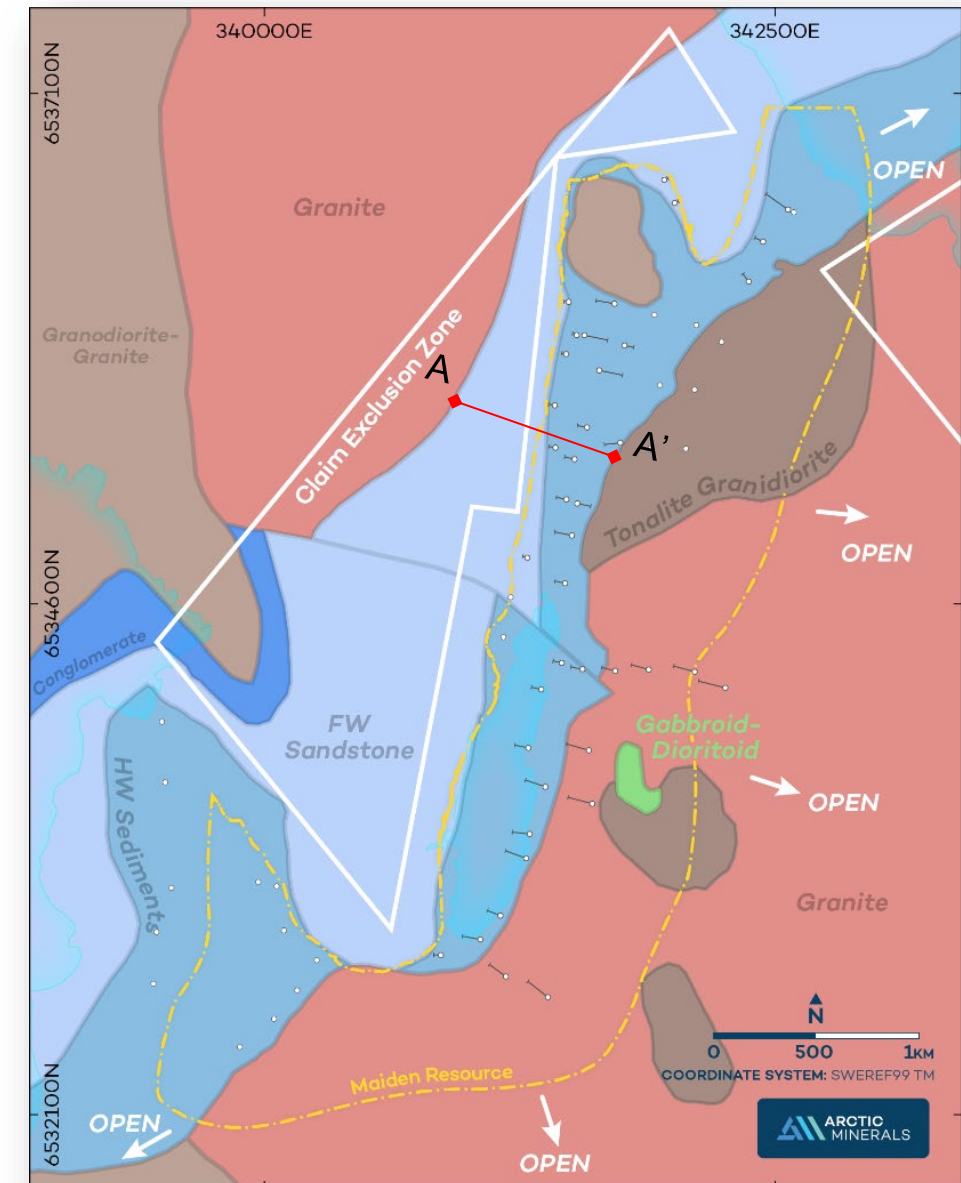 340000E
342500E
6537100N
OPEN
Granite
Granodiorite-
Granite
Claim Exclusion Zone
A
A’
Tonalite Granidiorite
OPEN
6534600N
Conglomerate
FW
Sandstone
Gabbroid-
Dioritoid
HW Sediments
OPEN
Granite
N
0
500
1KM
COORDINATE SYSTEM: SWEREF99 TM
Maiden Resource
6532100N
OPEN
OPEN
ARCTIC
MINERALS